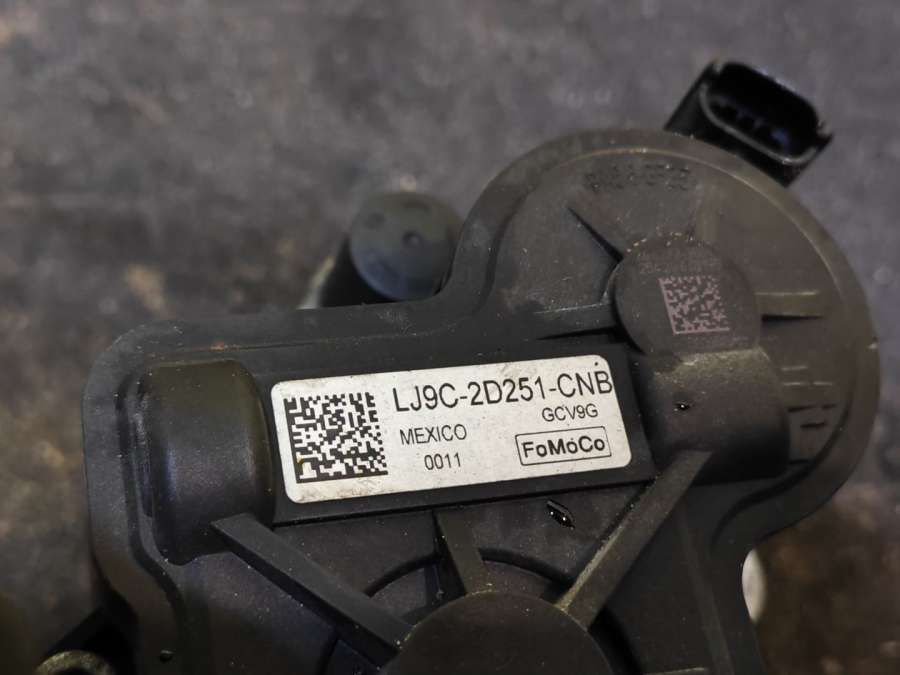 LJ9C-2D251-CNB
GCV9G
MEXICO
0011
FoMoCo